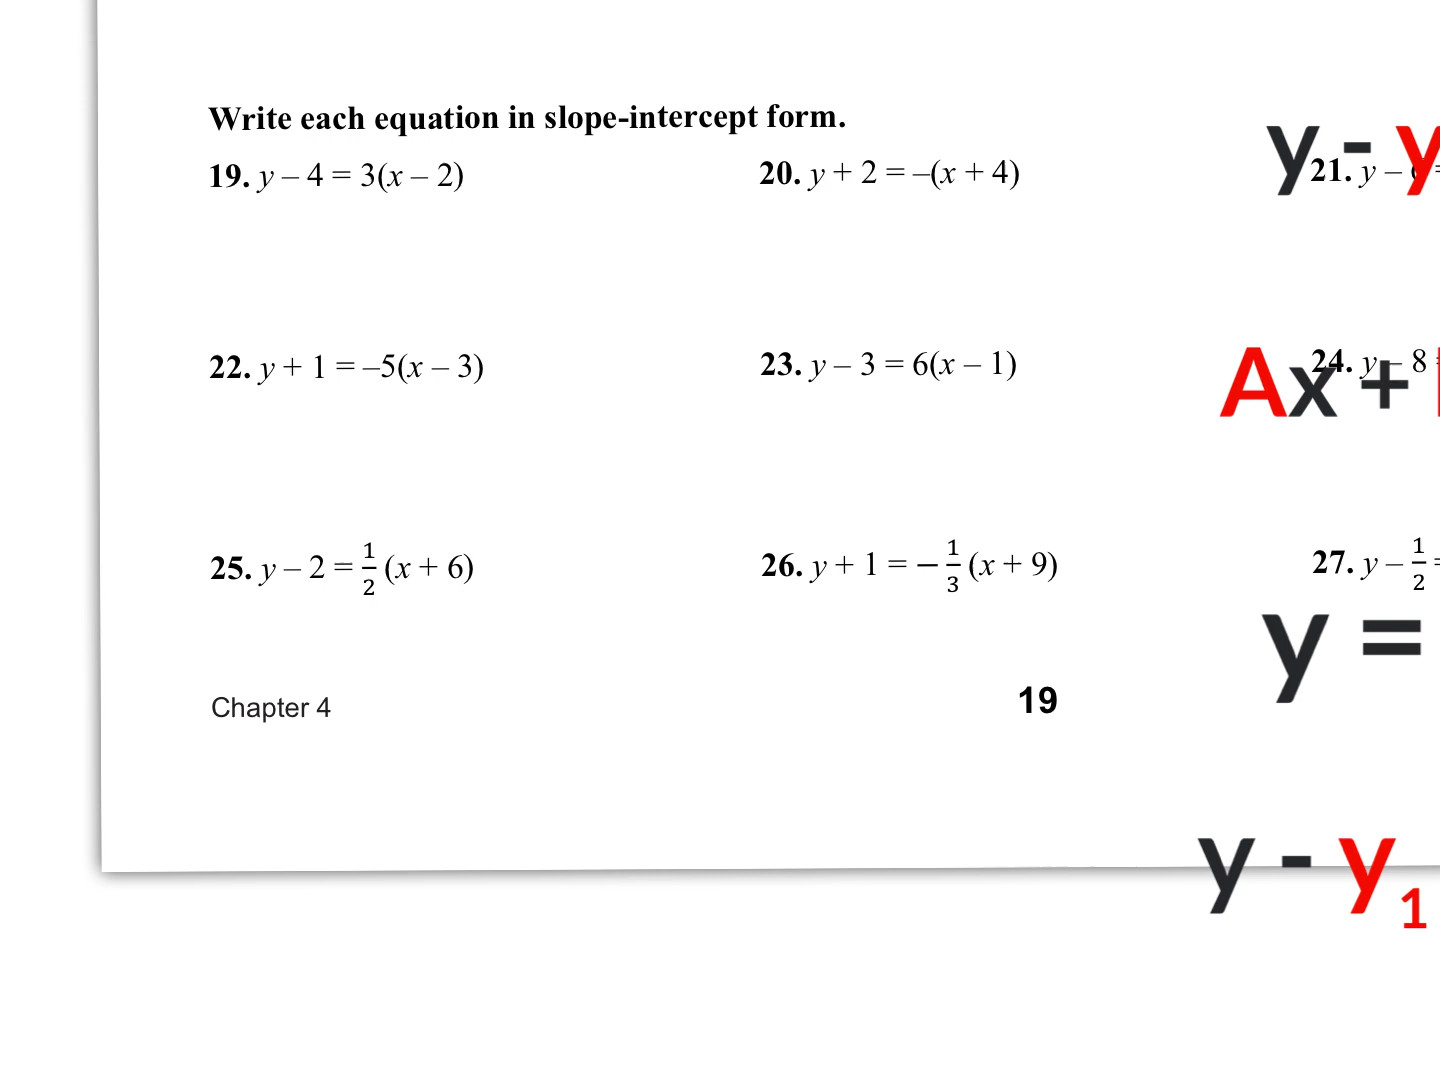 Write each equation in slope-intercept form.
19. y – 4 = 3(x – 2)
20. y + 2 = –(x + 4)
21. y –
y - y
22. y + 1 = –5(x – 3)
23. y – 3 = 6(x – 1)
24. y – 8
Ax +
25. y – 2 = 1/2 (x + 6)
26. y + 1 = − 1/3 (x + 9)
27. y – 1/2 =
y =
Chapter 4
19
y - y1